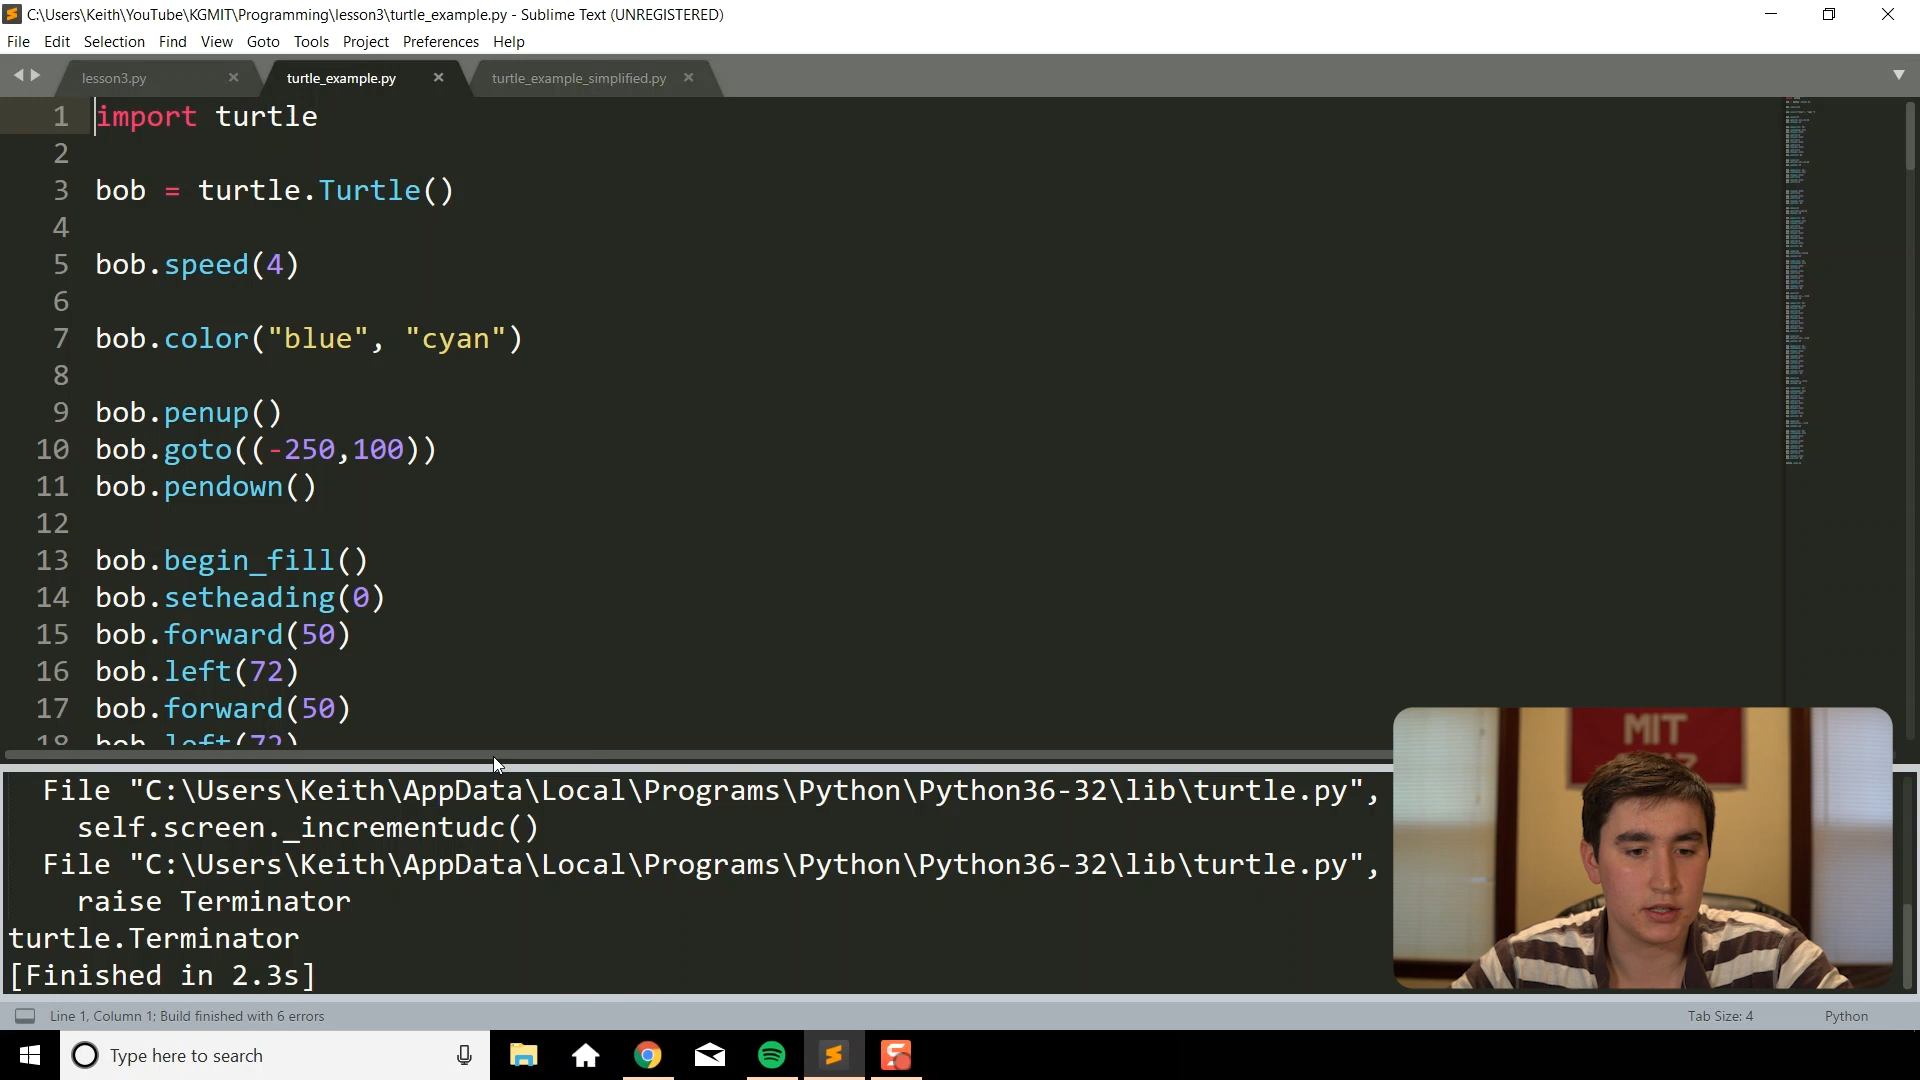 C:\Users\Keith\YouTube\KGMIT\Programming\lesson3\turtle_example.py - Sublime Text (UNREGISTERED)
File Edit Selection Find View Goto Tools Project Preferences Help
lesson3.py turtle_example.py turtle_example_simplified.py
1 import turtle
2
3 bob = turtle.Turtle()
4
5 bob.speed(4)
6
7 bob.color("blue", "cyan")
8
9 bob.penup()
10 bob.goto((-250,100))
11 bob.pendown()
12
13 bob.begin_fill()
14 bob.setheading(0)
15 bob.forward(50)
16 bob.left(72)
17 bob.forward(50)
18 bob.left(72)
File "C:\Users\Keith\AppData\Local\Programs\Python\Python36-32\lib\turtle.py",
self.screen._incrementudc()
File "C:\Users\Keith\AppData\Local\Programs\Python\Python36-32\lib\turtle.py",
raise Terminator
turtle.Terminator
[Finished in 2.3s]
MIT
Line 1, Column 1; Build finished with 6 errors Tab Size: 4 Python
Type here to search